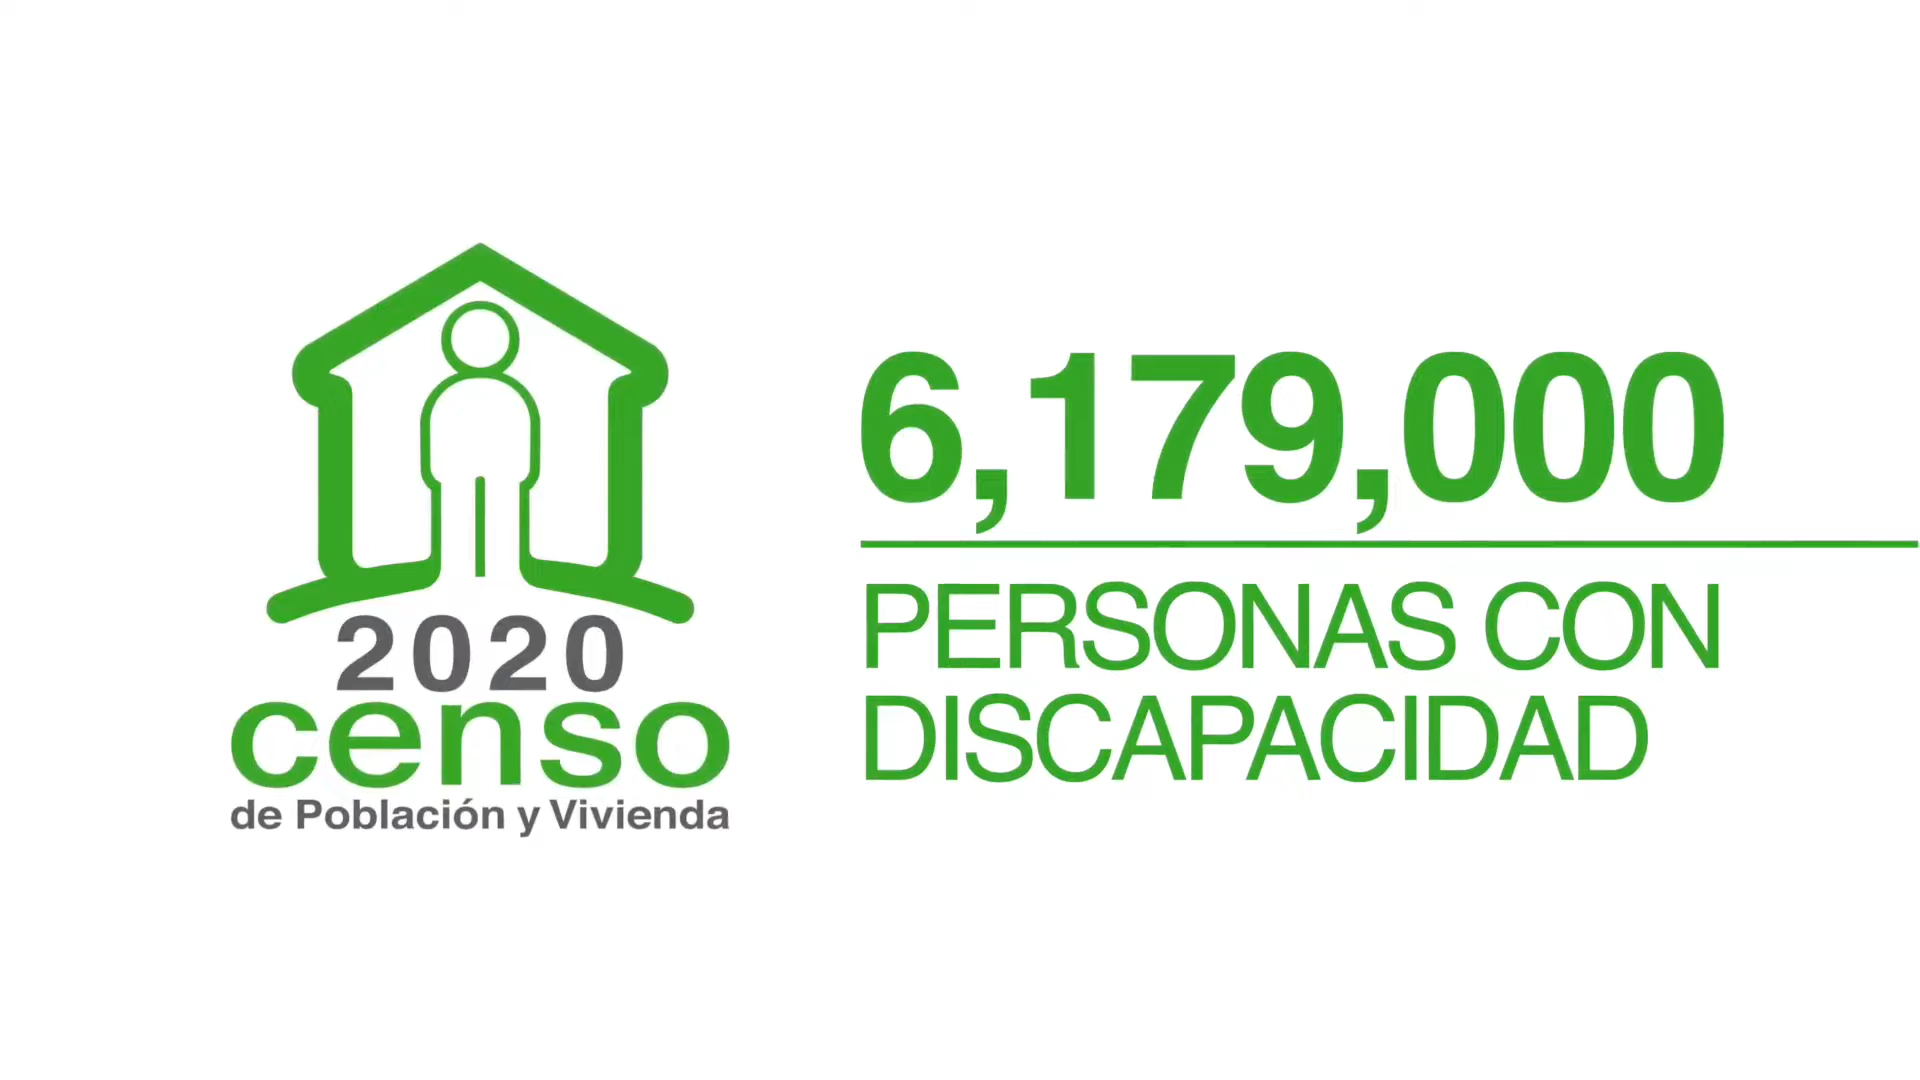 2020
censo
de Población y Vivienda
6,179,000
PERSONAS CON
DISCAPACIDAD